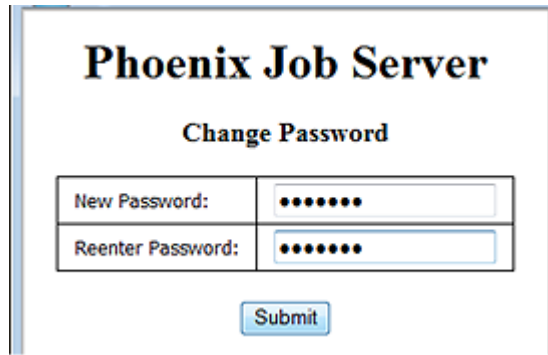 Phoenix Job Server
Change Password
New Password: •••••••
Reenter Password: •••••••
Submit